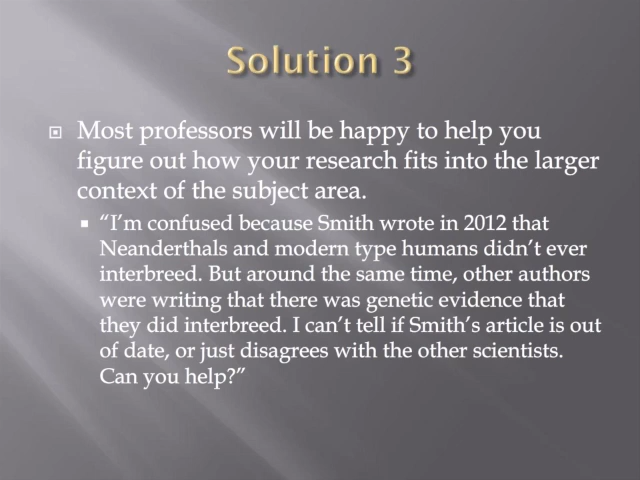 Solution 3
Most professors will be happy to help you
figure out how your research fits into the larger
context of the subject area.
“I’m confused because Smith wrote in 2012 that
Neanderthals and modern type humans didn’t ever
interbreed. But around the same time, other authors
were writing that there was genetic evidence that
they did interbreed. I can’t tell if Smith’s article is out
of date, or just disagrees with the other scientists.
Can you help?”